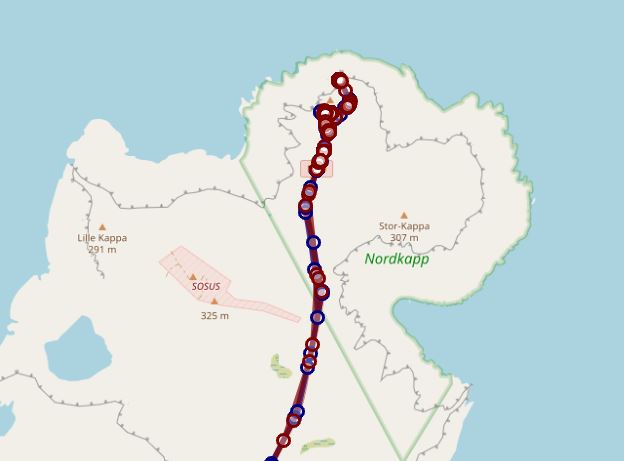 Stor-Kappa
307 m
Lille Kappa
291 m
Nordkapp
SOSUS
325 m